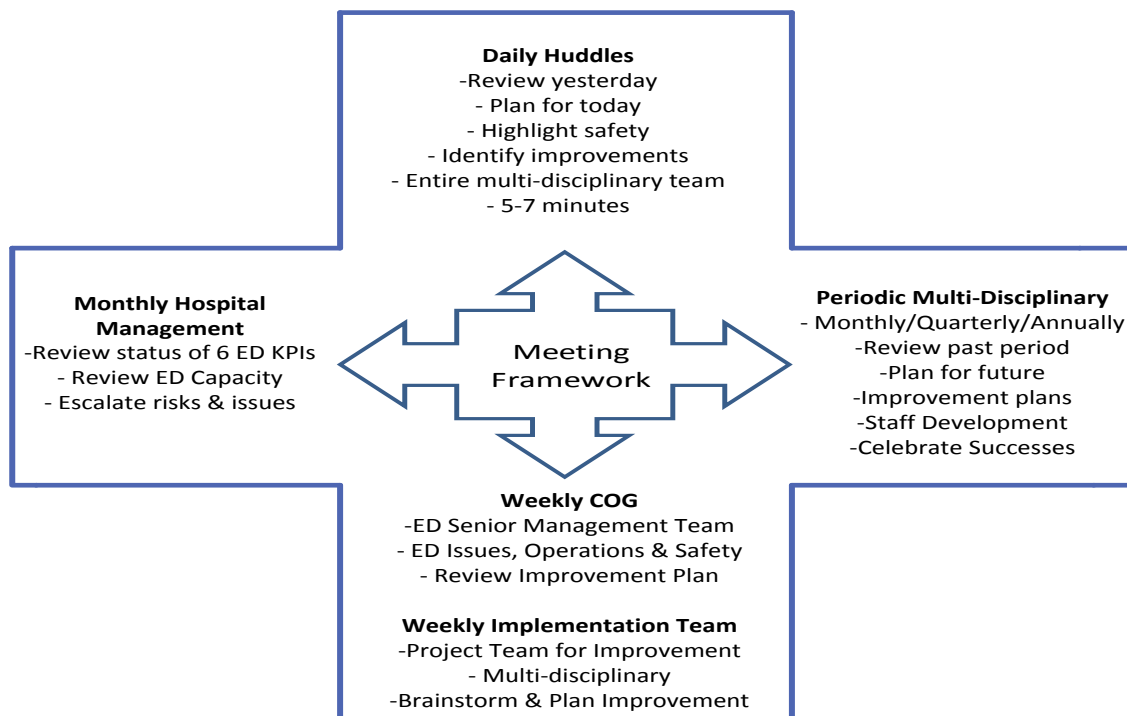 Daily Huddles
-Review yesterday
- Plan for today
- Highlight safety
- Identify improvements
- Entire multi-disciplinary team
- 5-7 minutes
Monthly Hospital
Management
-Review status of 6 ED KPIs
- Review ED Capacity
- Escalate risks & issues
Meeting
Framework
Periodic Multi-Disciplinary
- Monthly/Quarterly/Annually
-Review past period
-Plan for future
-Improvement plans
-Staff Development
-Celebrate Successes
Weekly COG
-ED Senior Management Team
- ED Issues, Operations & Safety
- Review Improvement Plan
Weekly Implementation Team
-Project Team for Improvement
- Multi-disciplinary
-Brainstorm & Plan Improvement